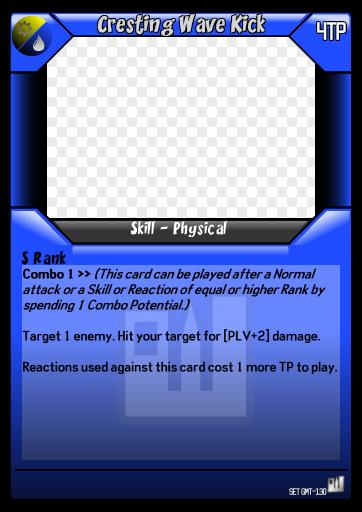 Cresting Wave Kick
4TP
Skill - Physical
S Rank
Combo 1 >> (This card can be played after a Normal
attack or a Skill or Reaction of equal or higher Rank by
spending 1 Combo Potential.)
Target 1 enemy. Hit your target for [PLV+2] damage.
Reactions used against this card cost 1 more TP to play.
SET GMT-130